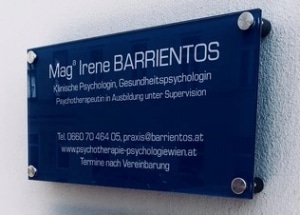 Magª Irene BARRIENTOS
Klinische Psychologin, Gesundheitspsychologin
Psychotherapeutin in Ausbildung unter Supervision
Tel. 0660 70 464 05, praxis@barrientos.at
www.psychotherapie-psychologiewien.at
Termine nach Vereinbarung